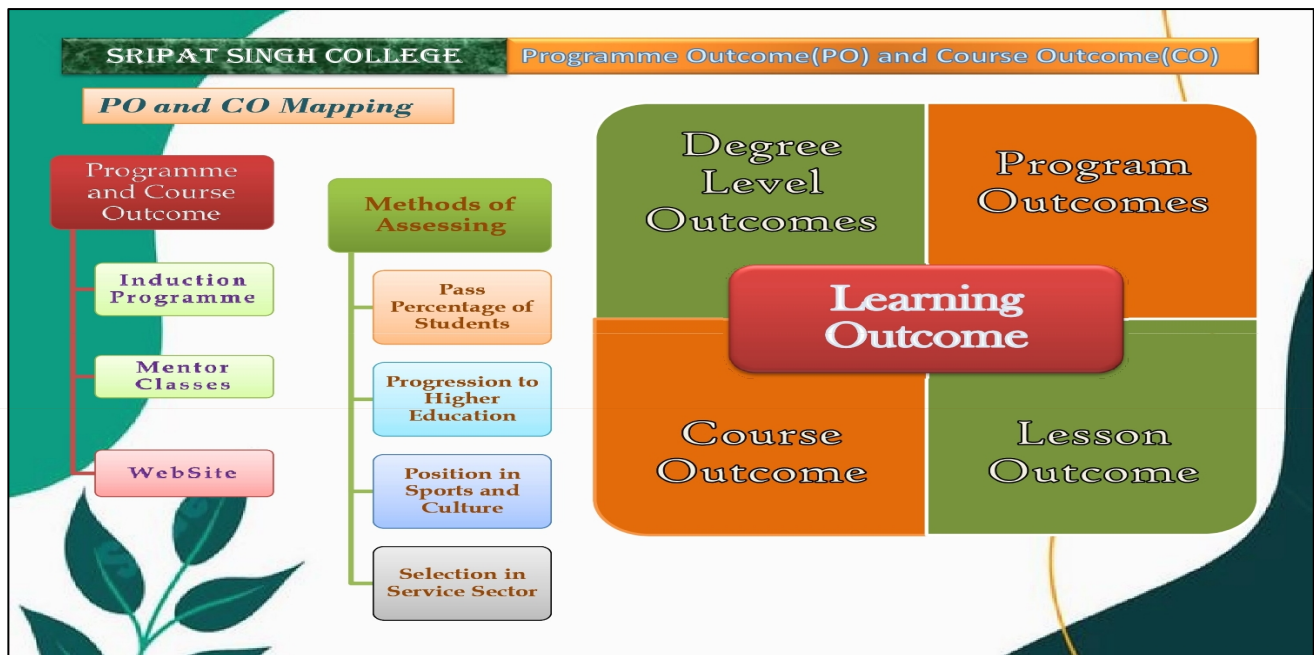 SRIPAT SINGH COLLEGE
Programme Outcome(PO) and Course Outcome(CO)
PO and CO Mapping
Programme
and Course
Outcome
Induction
Programme
Mentor
Classes
WebSite
Methods of
Assessing
Pass
Percentage of
Students
Progression to
Higher
Education
Position in
Sports and
Culture
Selection in
Service Sector
Degree
Level
Outcomes
Program
Outcomes
Learning
Outcome
Course
Outcome
Lesson
Outcome